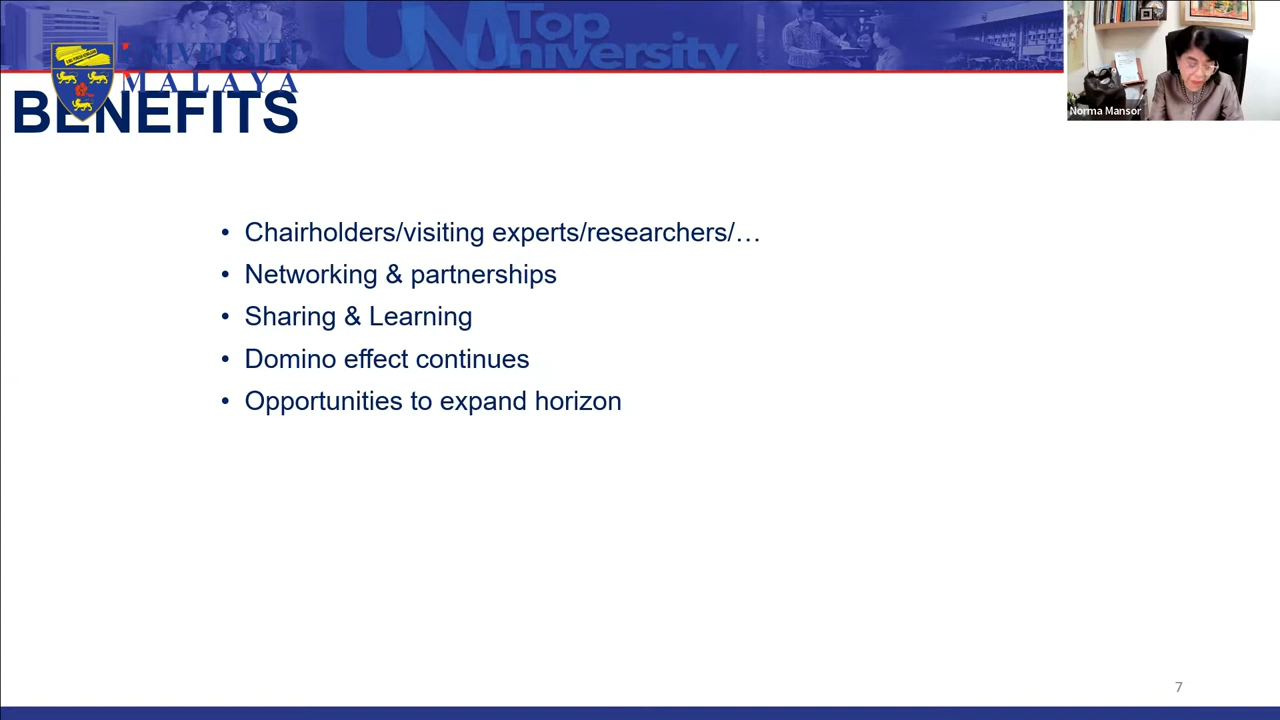 Top
University
UNIVERSITI
MALAYA
Norma Mansor
BENEFITS
• Chairholders/visiting experts/researchers/…
• Networking & partnerships
• Sharing & Learning
• Domino effect continues
• Opportunities to expand horizon
7